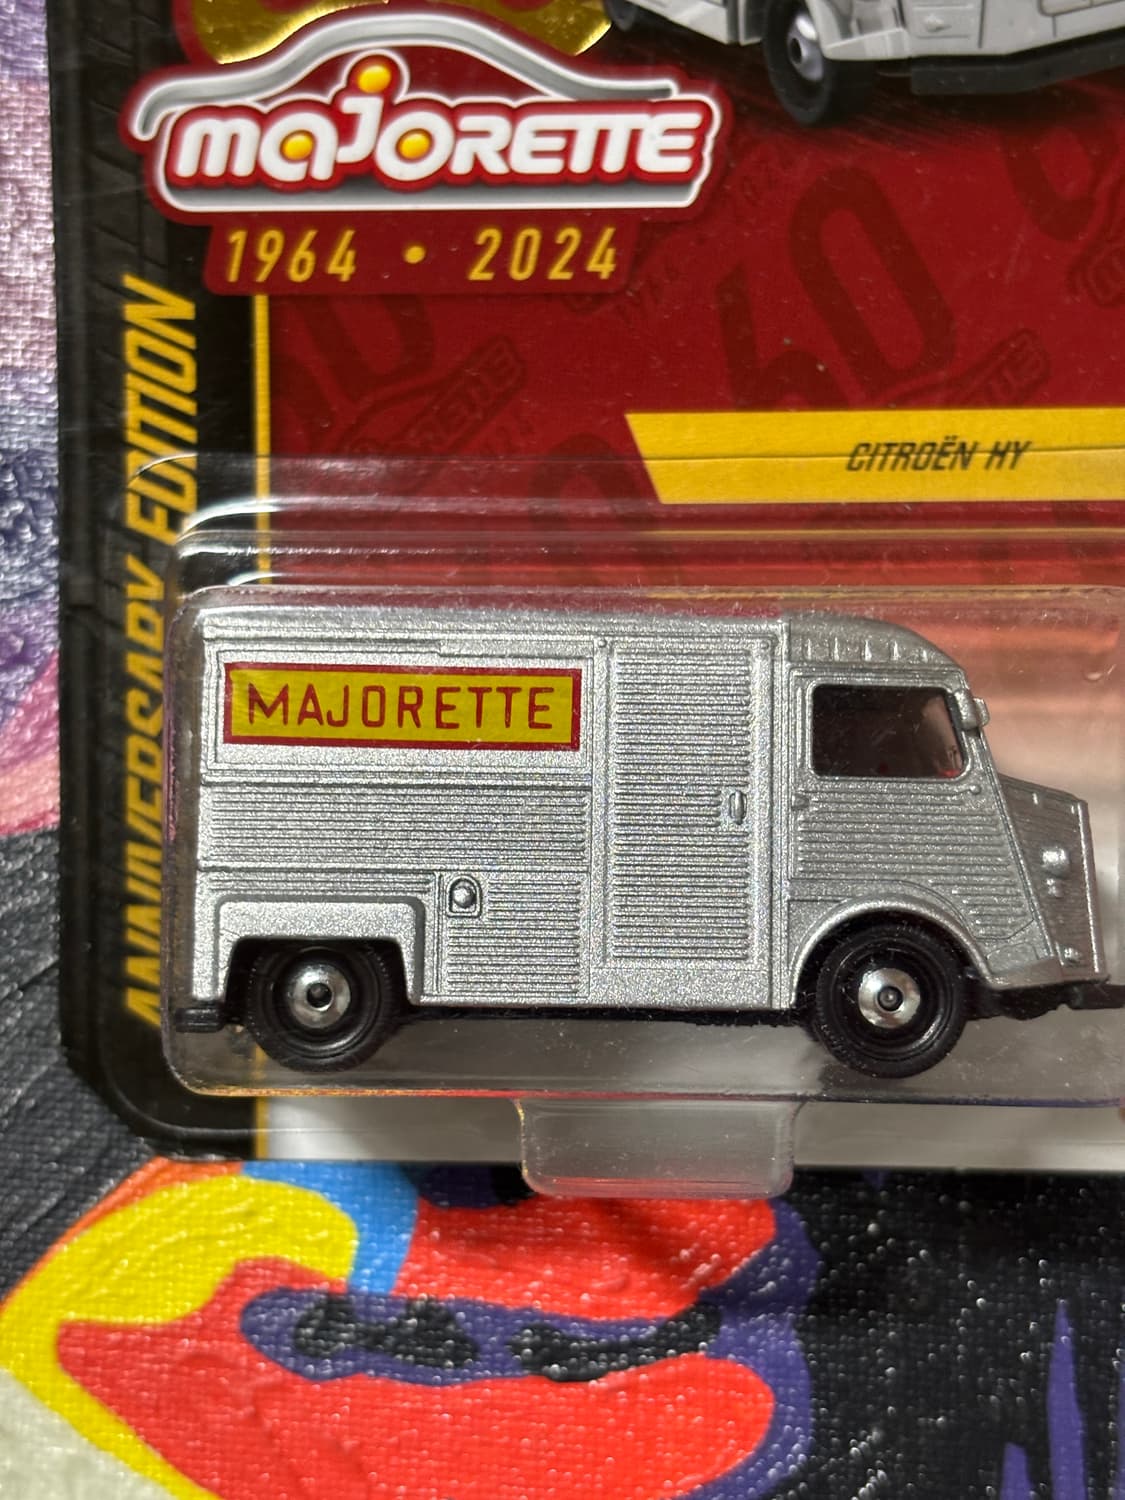 majorette
1964 • 2024
ANNIVERSARY EDITION
CITROËN HY
MAJORETTE